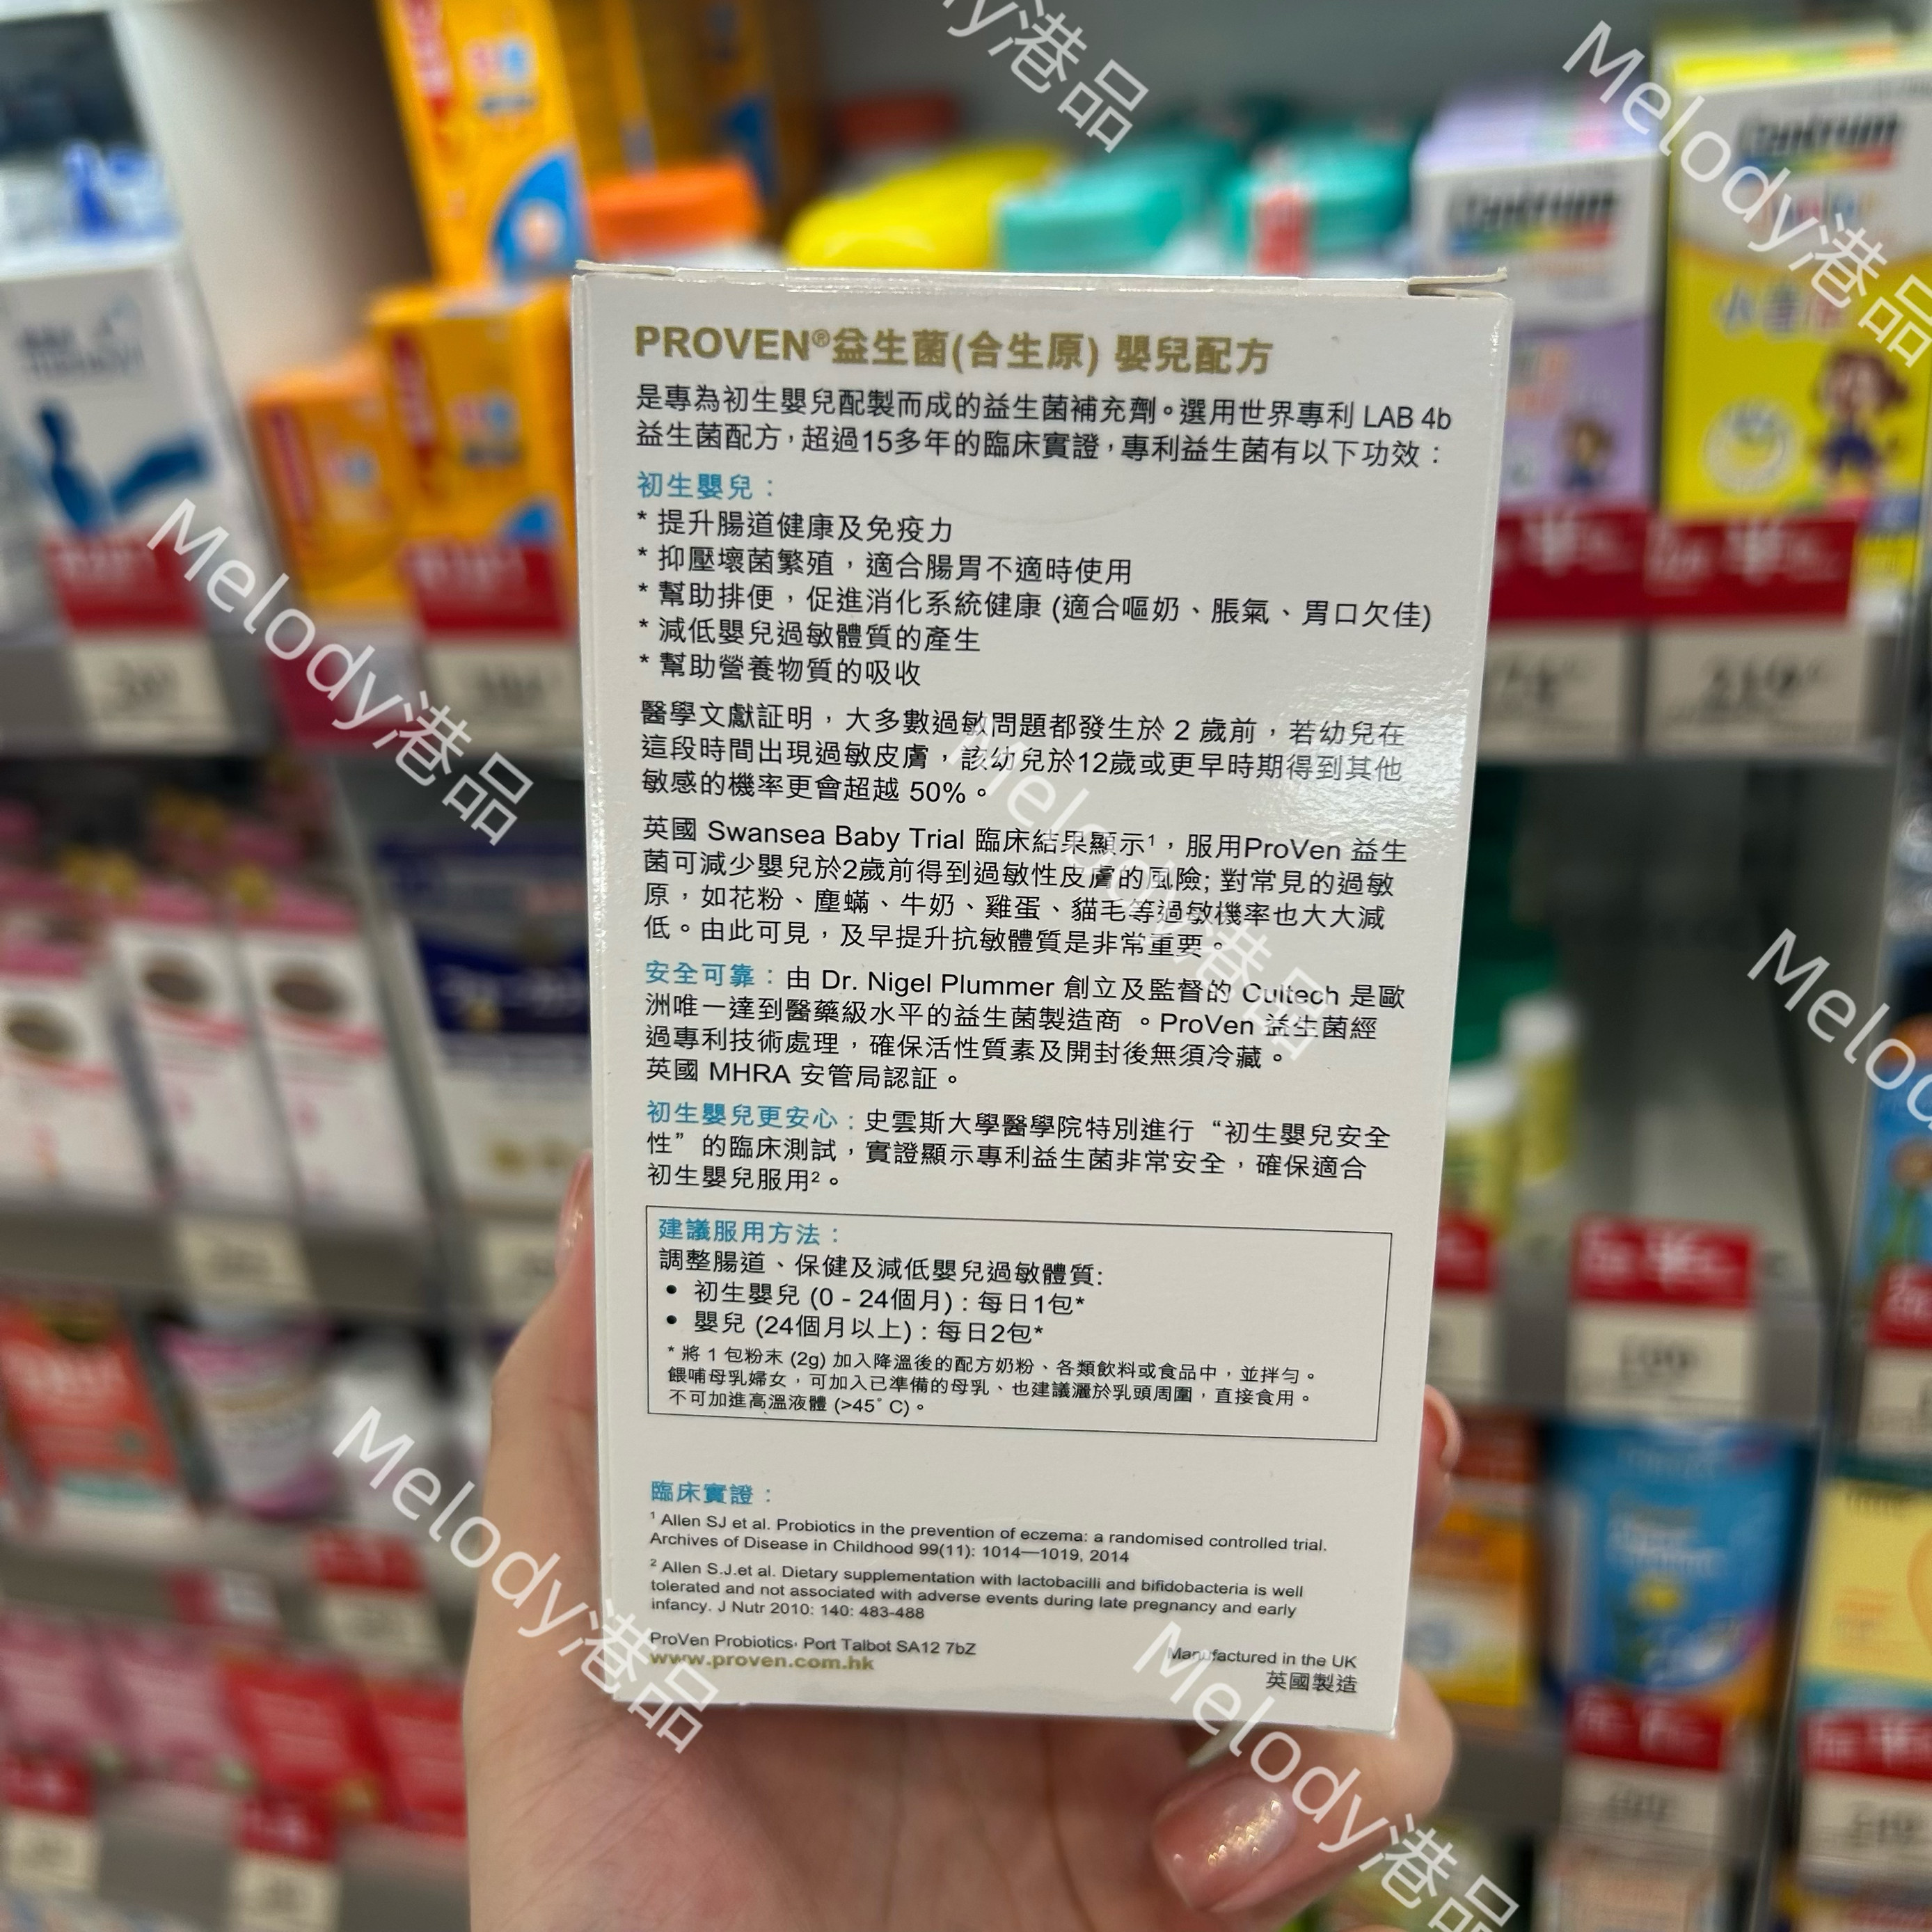 PROVEN®益生菌(合生原) 嬰兒配方
是專為初生嬰兒配製而成的益生菌補充劑。選用世界專利 LAB 4b
益生菌配方，超過15多年的臨床實證，專利益生菌有以下功效：
初生嬰兒：
* 提升腸道健康及免疫力
* 抑壓壞菌繁殖，適合腸胃不適時使用
* 幫助排便，促進消化系統健康 (適合嘔奶、脹氣、胃口欠佳)
* 減低嬰兒過敏體質的產生
* 幫助營養物質的吸收
醫學文獻証明，大多數過敏問題都發生於 2 歲前，若幼兒在
這段時間出現過敏皮膚，該幼兒於12歲或更早時期得到其他
敏感的機率更會超越 50%。
英國 Swansea Baby Trial 臨床結果顯示¹，服用ProVen 益生
菌可減少嬰兒於2歲前得到過敏性皮膚的風險; 對常見的過敏
原，如花粉、塵蟎、牛奶、雞蛋、貓毛等過敏機率也大大減
低。由此可見，及早提升抗敏體質是非常重要。
安全可靠：由 Dr. Nigel Plummer 創立及監督的 Cultech 是歐
洲唯一達到醫藥級水平的益生菌製造商 。ProVen 益生菌經
過專利技術處理，確保活性質素及開封後無須冷藏。
英國 MHRA 安管局認証。
初生嬰兒更安心：史雲斯大學醫學院特別進行 “初生嬰兒安全
性” 的臨床測試，實證顯示專利益生菌非常安全，確保適合
初生嬰兒服用²。
建議服用方法：
調整腸道、保健及減低嬰兒過敏體質:
• 初生嬰兒 (0 - 24個月) : 每日1包*
• 嬰兒 (24個月以上) : 每日2包*
* 將 1 包粉末 (2g) 加入降溫後的配方奶粉、各類飲料或食品中，並拌勻。
餵哺母乳婦女，可加入已準備的母乳、也建議灑於乳頭周圍，直接食用。
不可加進高溫液體 (>45° C)。
臨床實證：
¹ Allen SJ et al. Probiotics in the prevention of eczema: a randomised controlled trial.
Archives of Disease in Childhood 99(11): 1014—1019, 2014
² Allen S.J.et al. Dietary supplementation with lactobacilli and bifidobacteria is well
tolerated and not associated with adverse events during late pregnancy and early
infancy. J Nutr 2010: 140: 483-488
ProVen Probiotics, Port Talbot SA12 7bZ
www.proven.com.hk
Manufactured in the UK
英國製造
Centrum
Centrum
Melody港品
Melody港品
Melody港品
Melody港品
Melody港品